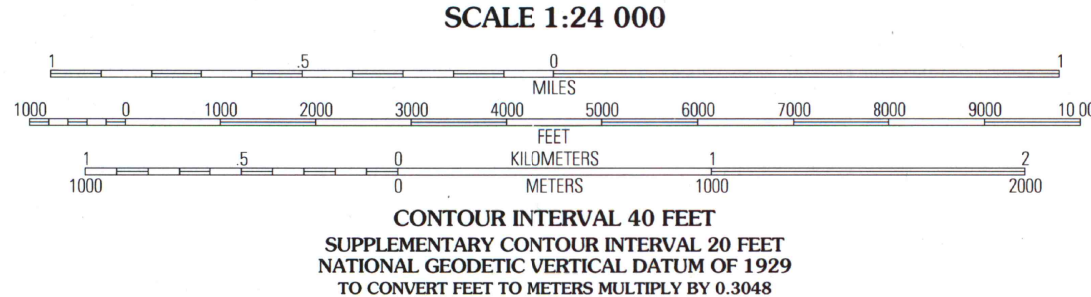 SCALE 1:24 000
1 .5 0 1
MILES
1000 0 1000 2000 3000 4000 5000 6000 7000 8000 9000 10 00
FEET
1 .5 0 KILOMETERS 1 2
1000 0 METERS 1000 2000
CONTOUR INTERVAL 40 FEET
SUPPLEMENTARY CONTOUR INTERVAL 20 FEET
NATIONAL GEODETIC VERTICAL DATUM OF 1929
TO CONVERT FEET TO METERS MULTIPLY BY 0.3048